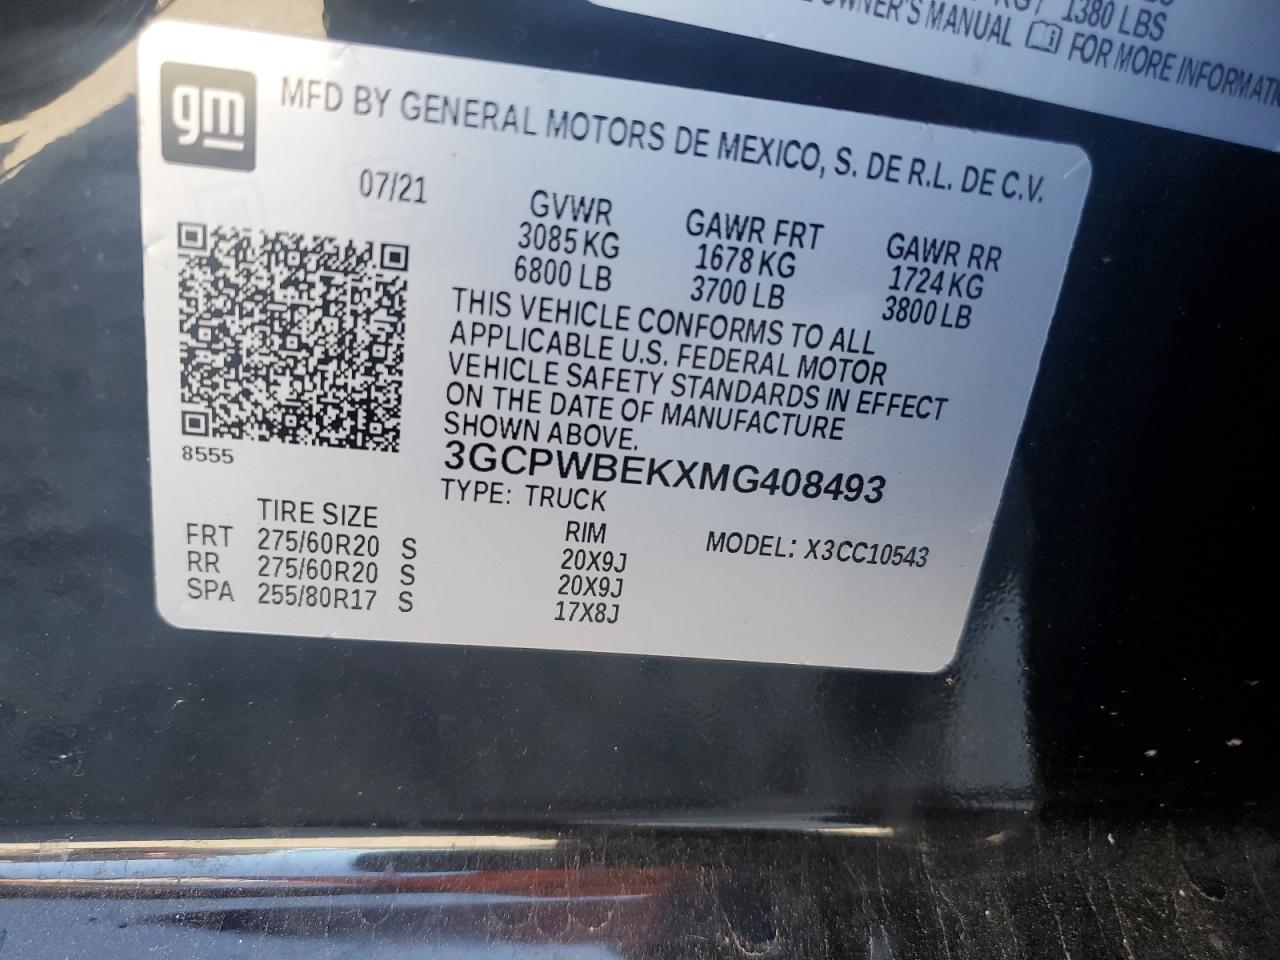 1380 LBS
OWNER'S MANUAL FOR MORE
gm
MFD BY GENERAL MOTORS DE MEXICO, S. DE R.L. DE C.V.
07/21
GVWR GAWR FRT GAWR RR
3085 KG 1678 KG 1724 KG
6800 LB 3700 LB 3800 LB
THIS VEHICLE CONFORMS TO ALL
APPLICABLE U.S. FEDERAL MOTOR
VEHICLE SAFETY STANDARDS IN EFFECT
ON THE DATE OF MANUFACTURE
SHOWN ABOVE.
8555
3GCPWBEKXMG408493
TYPE: TRUCK
TIRE SIZE RIM MODEL: X3CC10543
FRT 275/60R20 S 20X9J
RR 275/60R20 S 20X9J
SPA 255/80R17 S 17X8J